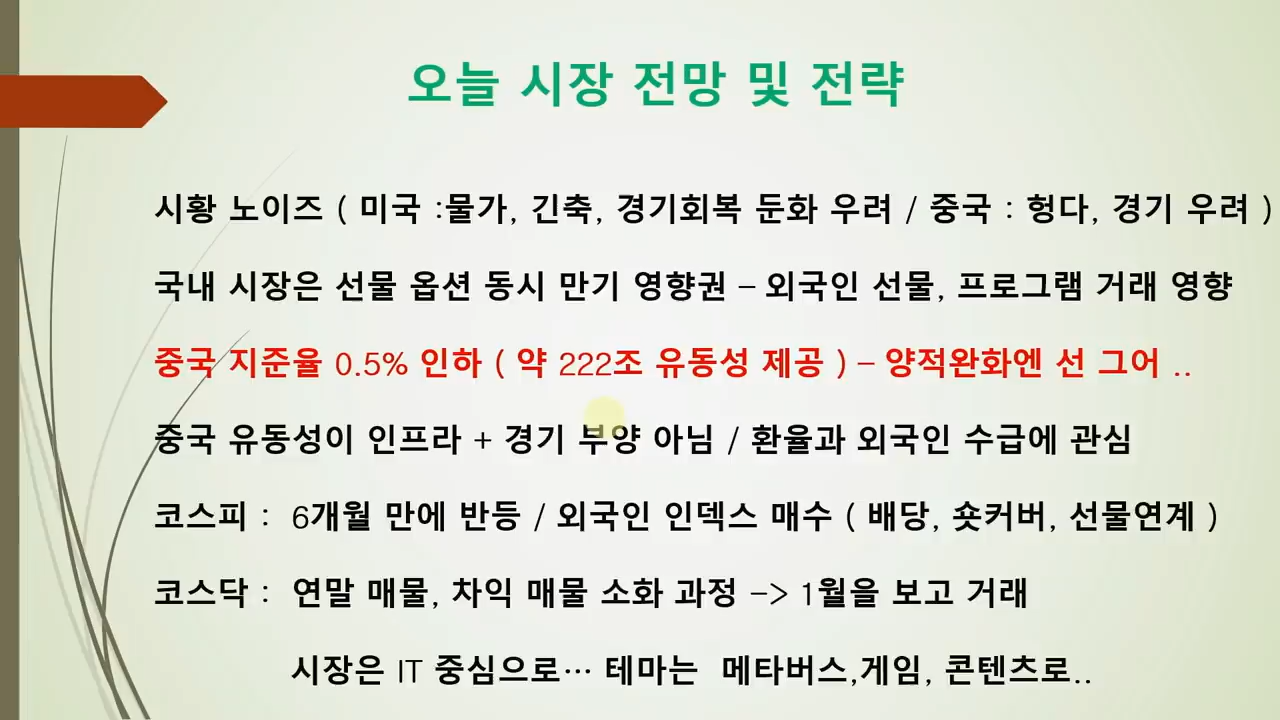 오늘 시장 전망 및 전략
시황 노이즈 ( 미국 :물가, 긴축, 경기회복 둔화 우려 / 중국 : 헝다, 경기 우려 )
국내 시장은 선물 옵션 동시 만기 영향권 – 외국인 선물, 프로그램 거래 영향
중국 지준율 0.5% 인하 ( 약 222조 유동성 제공 ) – 양적완화엔 선 그어 ..
중국 유동성이 인프라 + 경기 부양 아님 / 환율과 외국인 수급에 관심
코스피 : 6개월 만에 반등 / 외국인 인덱스 매수 ( 배당, 숏커버, 선물연계 )
코스닥 : 연말 매물, 차익 매물 소화 과정 –> 1월을 보고 거래
시장은 IT 중심으로… 테마는 메타버스,게임, 콘텐츠로..